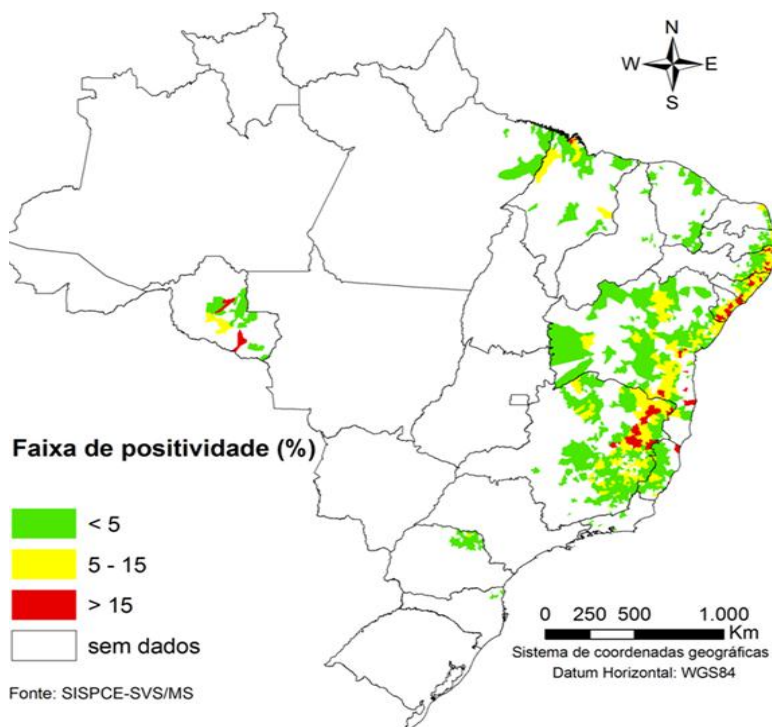 N
W E
S
Faixa de positividade (%)
< 5
5 - 15
> 15
sem dados
Fonte: SISPCE-SVS/MS
0 250 500 1.000
Km
Sistema de coordenadas geográficas
Datum Horizontal: WGS84